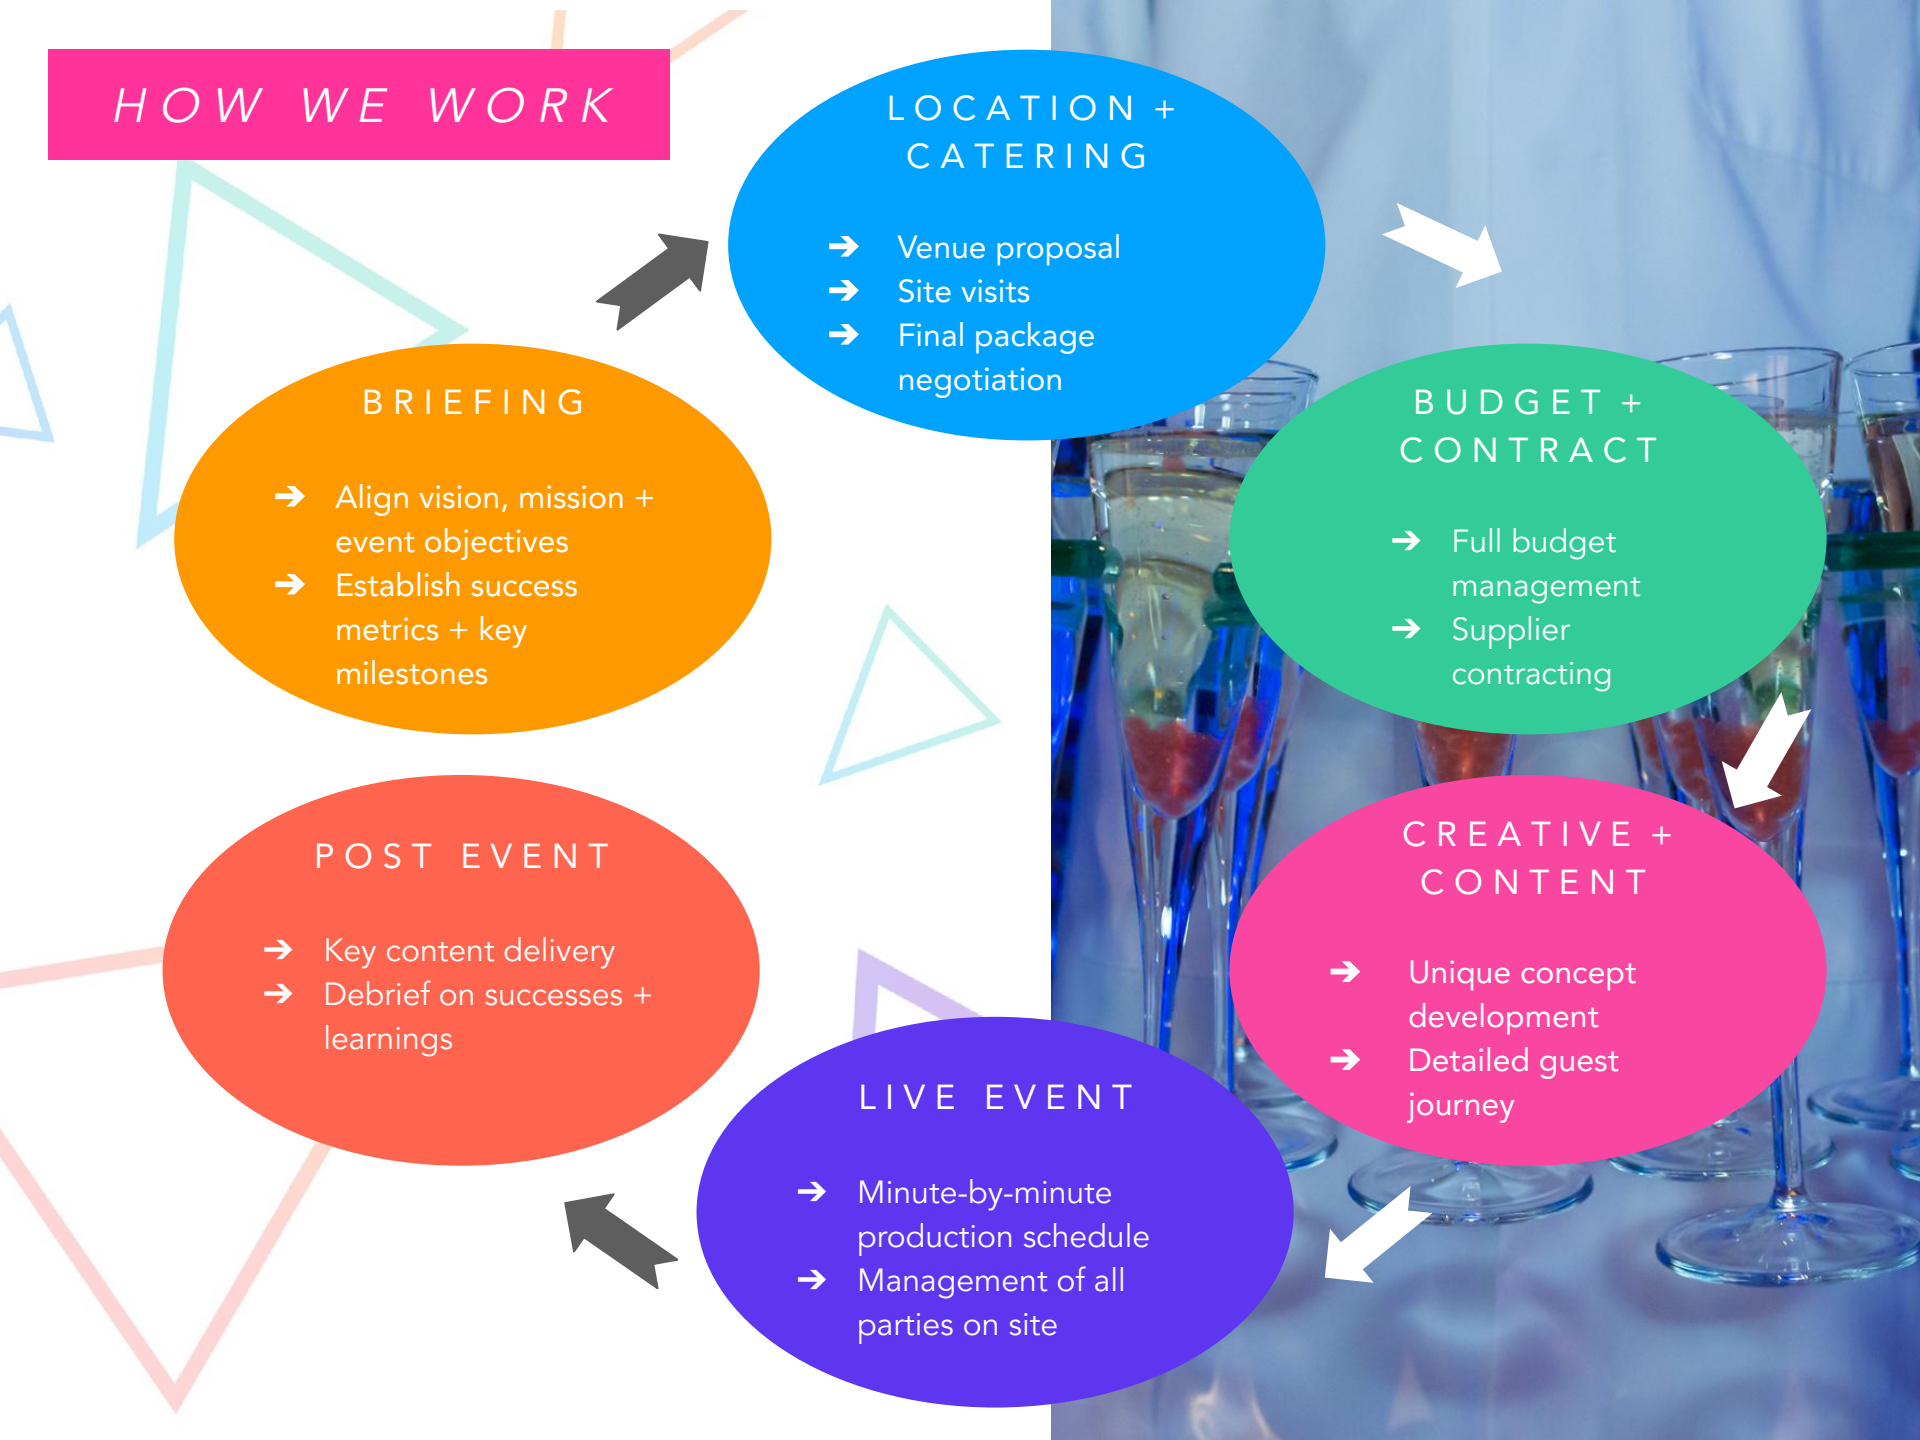 HOW WE WORK
LOCATION +
CATERING
➔ Venue proposal
➔ Site visits
➔ Final package
negotiation
BRIEFING
➔ Align vision, mission +
event objectives
➔ Establish success
metrics + key
milestones
BUDGET +
CONTRACT
➔ Full budget
management
➔ Supplier
contracting
CREATIVE +
CONTENT
➔ Unique concept
development
➔ Detailed guest
journey
LIVE EVENT
➔ Minute-by-minute
production schedule
➔ Management of all
parties on site
POST EVENT
➔ Key content delivery
➔ Debrief on successes +
learnings